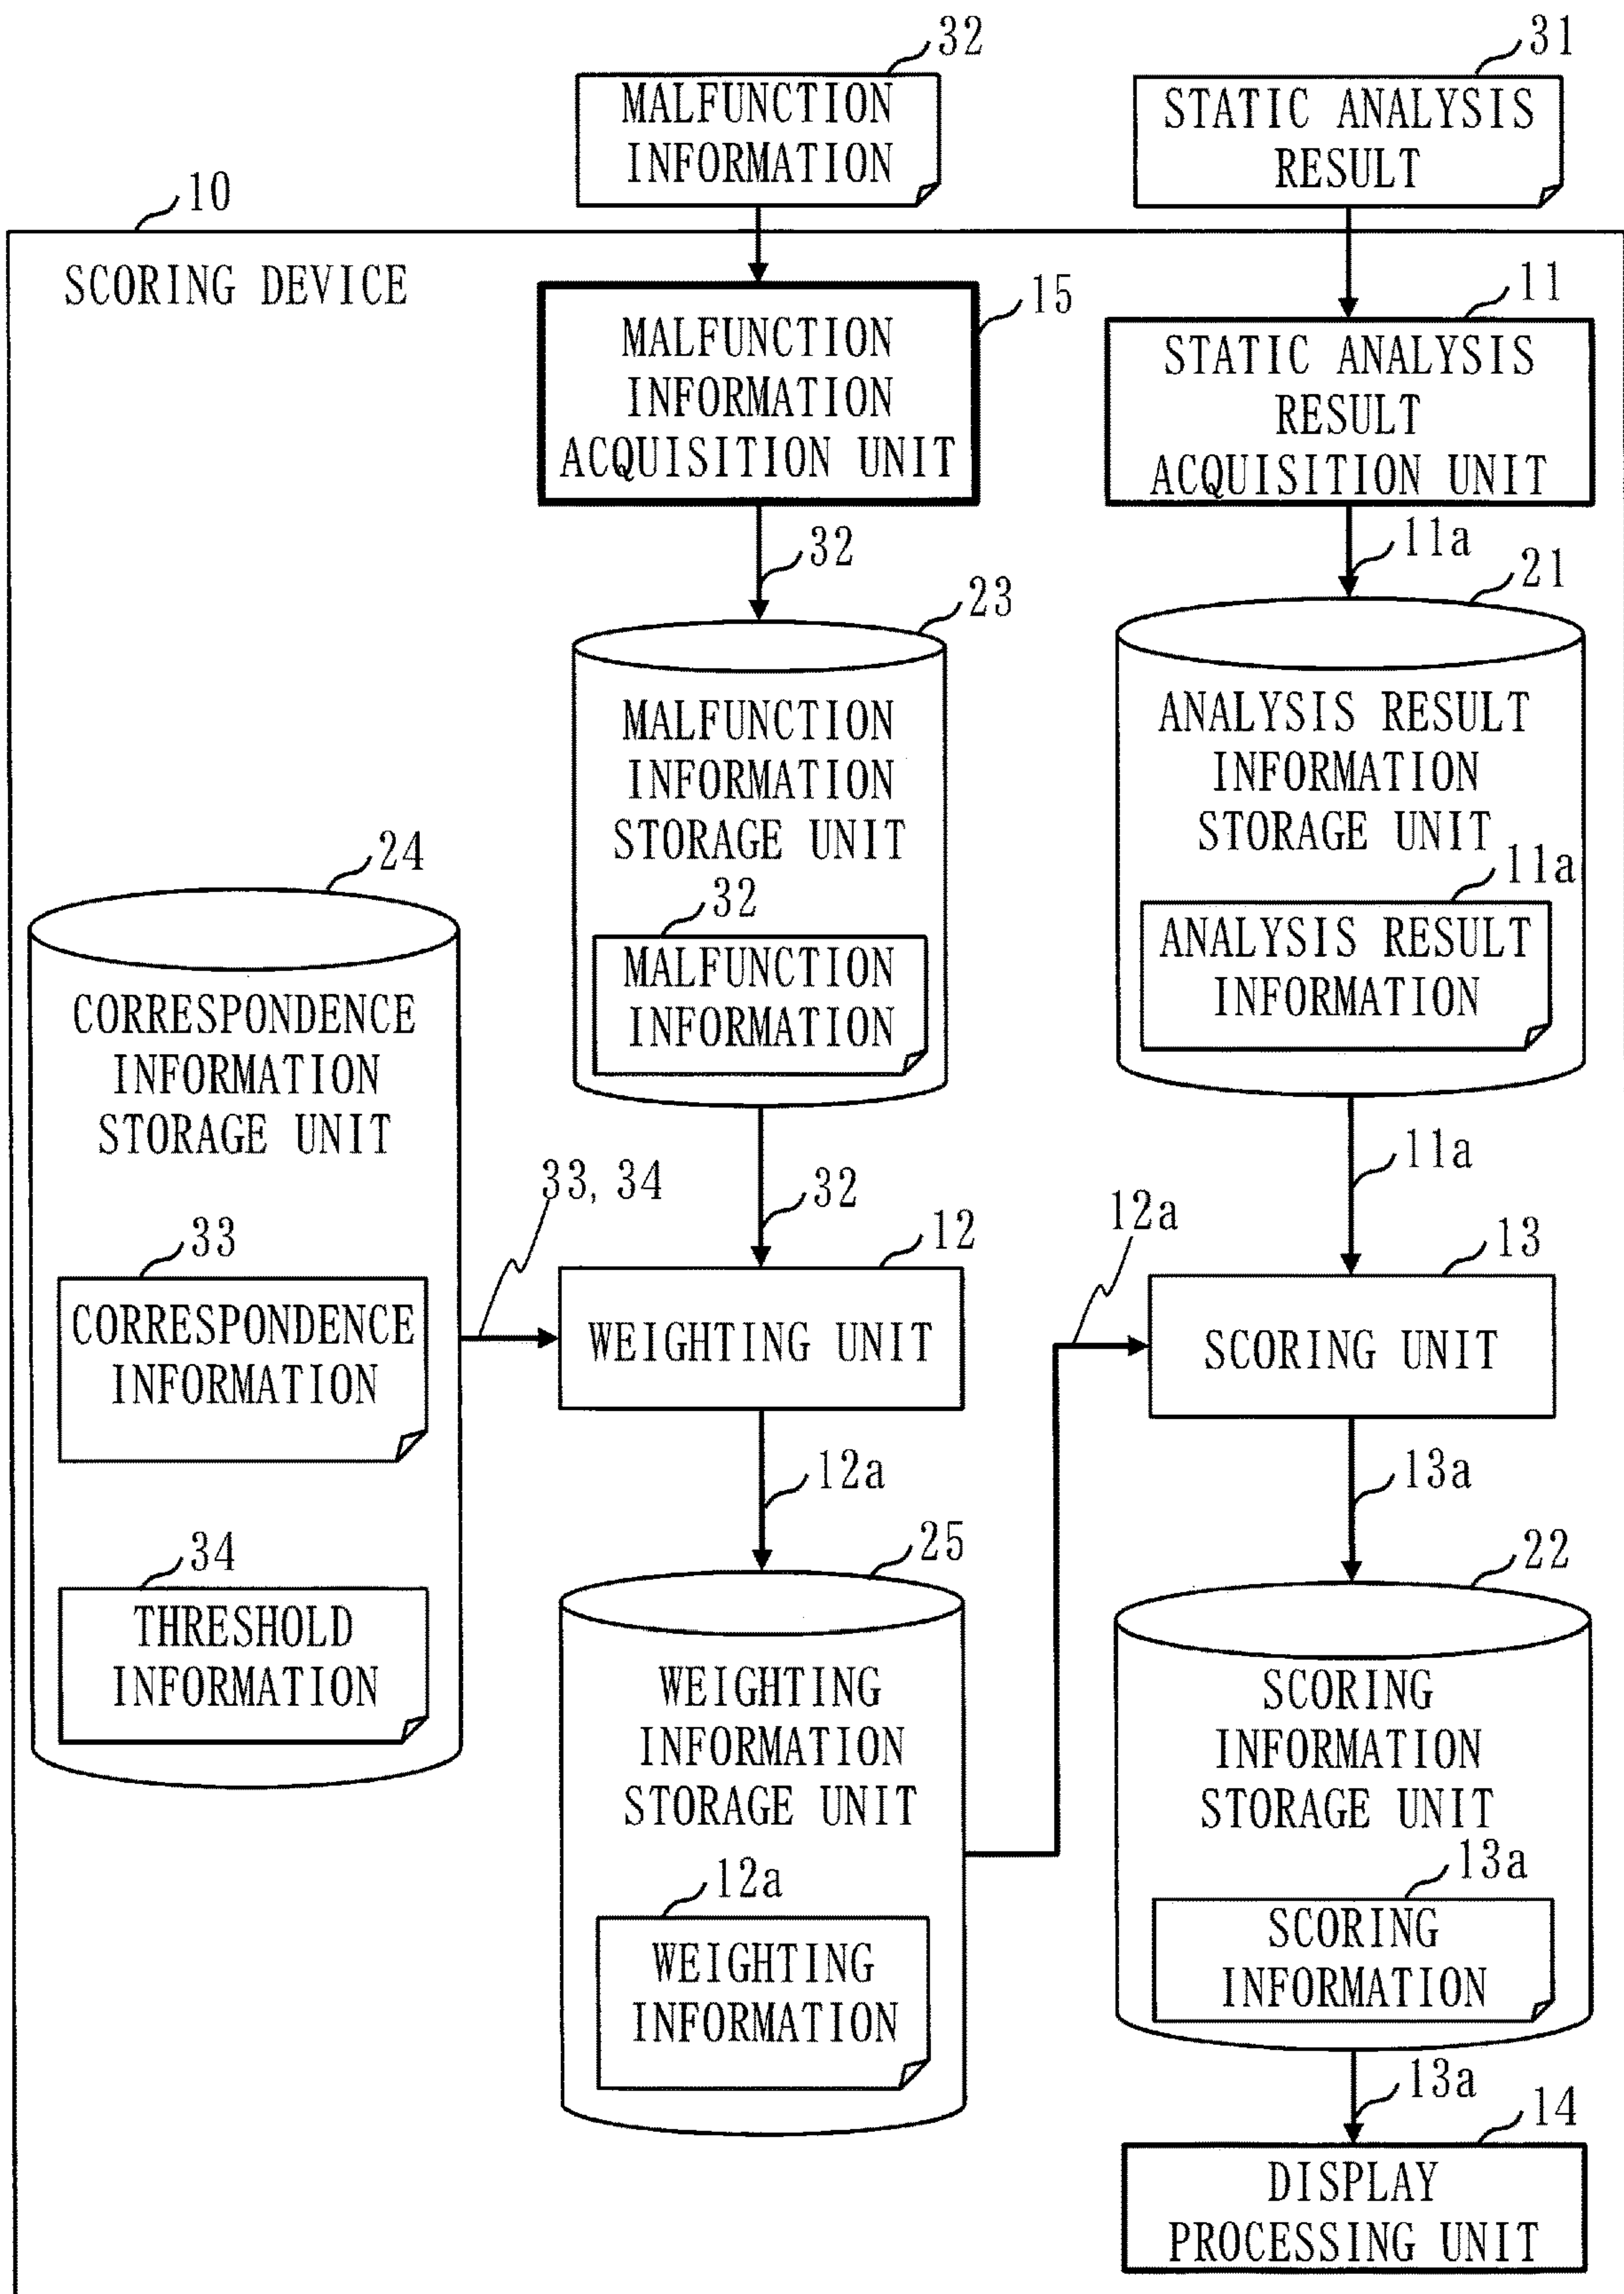 32
MALFUNCTION
INFORMATION
31
STATIC ANALYSIS
RESULT
10
SCORING DEVICE
15
MALFUNCTION
INFORMATION
ACQUISITION UNIT
11
STATIC ANALYSIS
RESULT
ACQUISITION UNIT
32
11a
23
MALFUNCTION
INFORMATION
STORAGE UNIT
32
MALFUNCTION
INFORMATION
21
ANALYSIS RESULT
INFORMATION
STORAGE UNIT
11a
ANALYSIS RESULT
INFORMATION
24
CORRESPONDENCE
INFORMATION
STORAGE UNIT
33
CORRESPONDENCE
INFORMATION
34
THRESHOLD
INFORMATION
33, 34
32
12
WEIGHTING UNIT
12a
11a
13
SCORING UNIT
12a
13a
25
WEIGHTING
INFORMATION
STORAGE UNIT
12a
WEIGHTING
INFORMATION
22
SCORING
INFORMATION
STORAGE UNIT
13a
SCORING
INFORMATION
13a
14
DISPLAY
PROCESSING UNIT